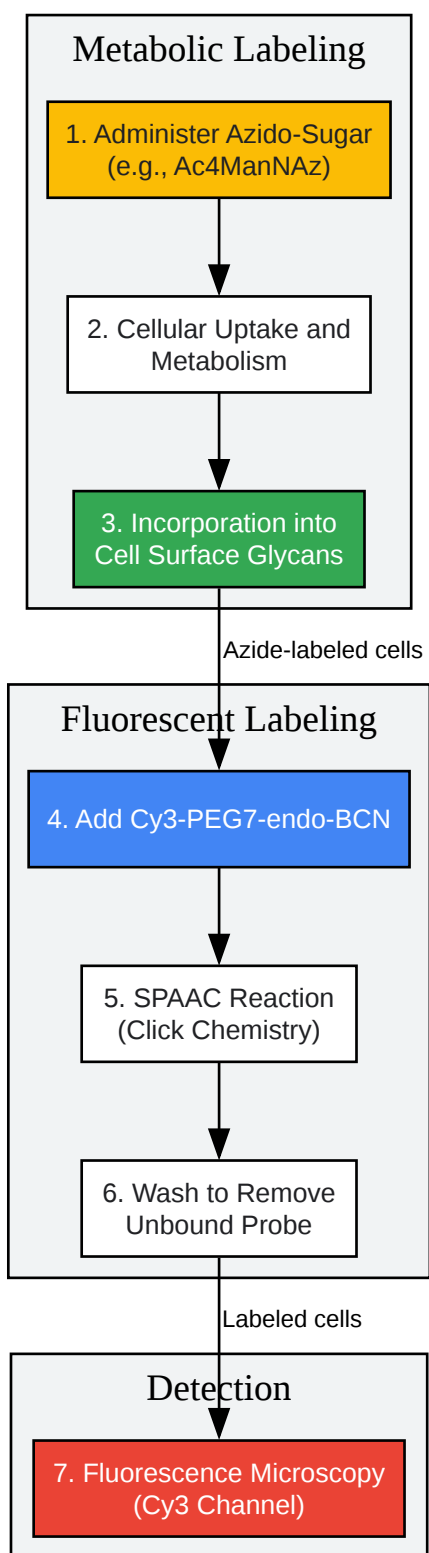 Metabolic Labeling
1. Administer Azido-Sugar
(e.g., Ac4ManNAz)
2. Cellular Uptake and
Metabolism
3. Incorporation into
Cell Surface Glycans
Azide-labeled cells
Fluorescent Labeling
4. Add Cy3-PEG7-endo-BCN
5. SPAAC Reaction
(Click Chemistry)
6. Wash to Remove
Unbound Probe
Labeled cells
Detection
7. Fluorescence Microscopy
(Cy3 Channel)